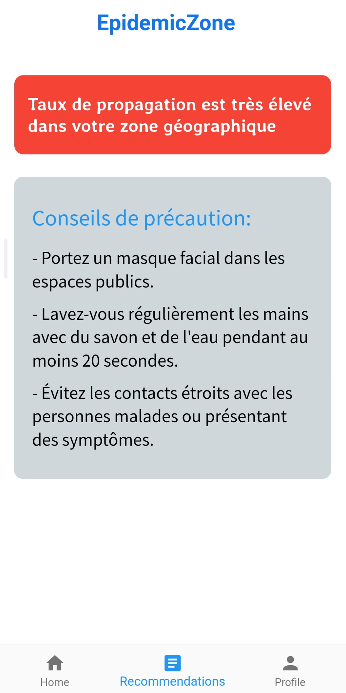 EpidemicZone
Taux de propagation est très élevé
dans votre zone géographique
Conseils de précaution:
- Portez un masque facial dans les
espaces publics.
- Lavez-vous régulièrement les mains
avec du savon et de l'eau pendant au
moins 20 secondes.
- Évitez les contacts étroits avec les
personnes malades ou présentant
des symptômes.
Home
Recommendations
Profile